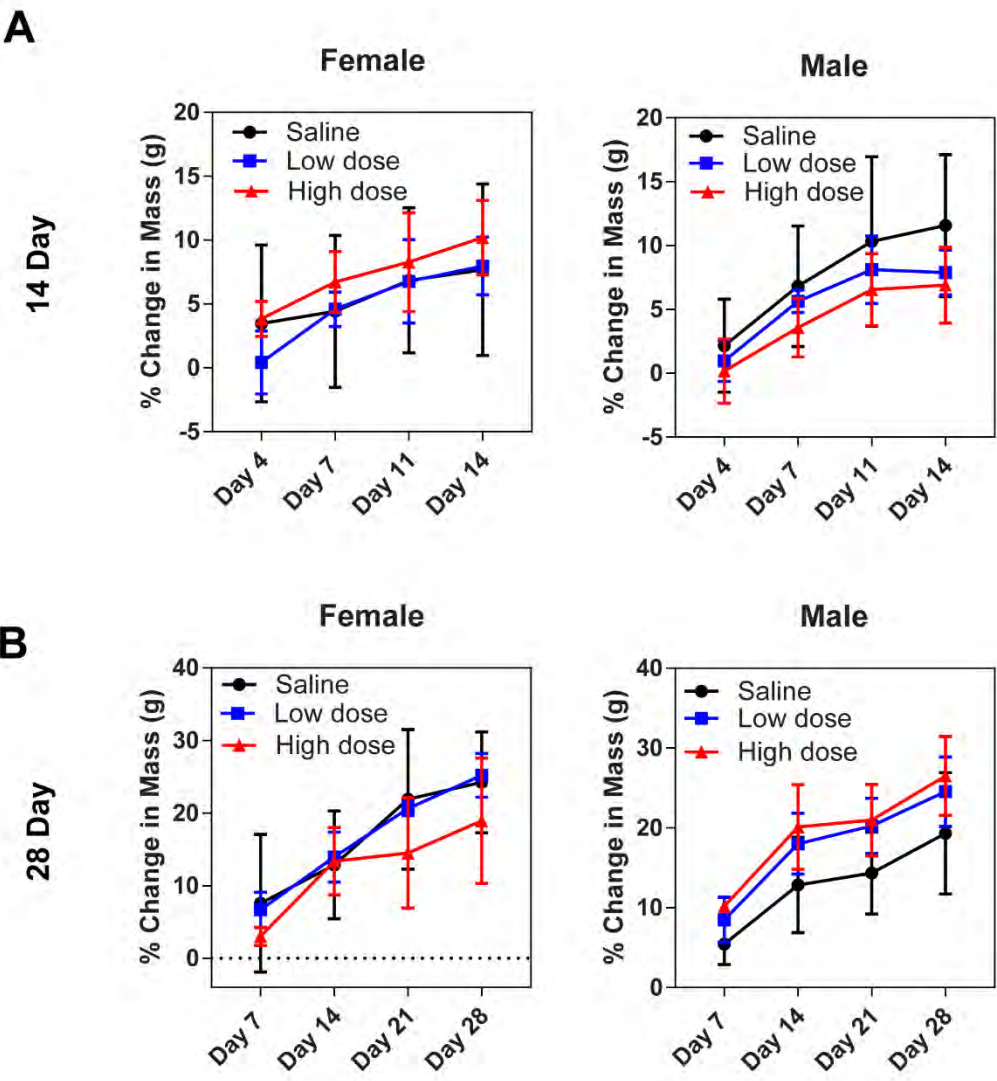 A
14 Day
Female
% Change in Mass (g)
20
15
10
5
0
-5
Saline
Low dose
High dose
Day 4
Day 7
Day 11
Day 14
Male
% Change in Mass (g)
20
15
10
5
0
-5
Saline
Low dose
High dose
Day 4
Day 7
Day 11
Day 14
B
28 Day
Female
% Change in Mass (g)
40
30
20
10
0
Saline
Low dose
High dose
Day 7
Day 14
Day 21
Day 28
Male
% Change in Mass (g)
40
30
20
10
0
Saline
Low dose
High dose
Day 7
Day 14
Day 21
Day 28